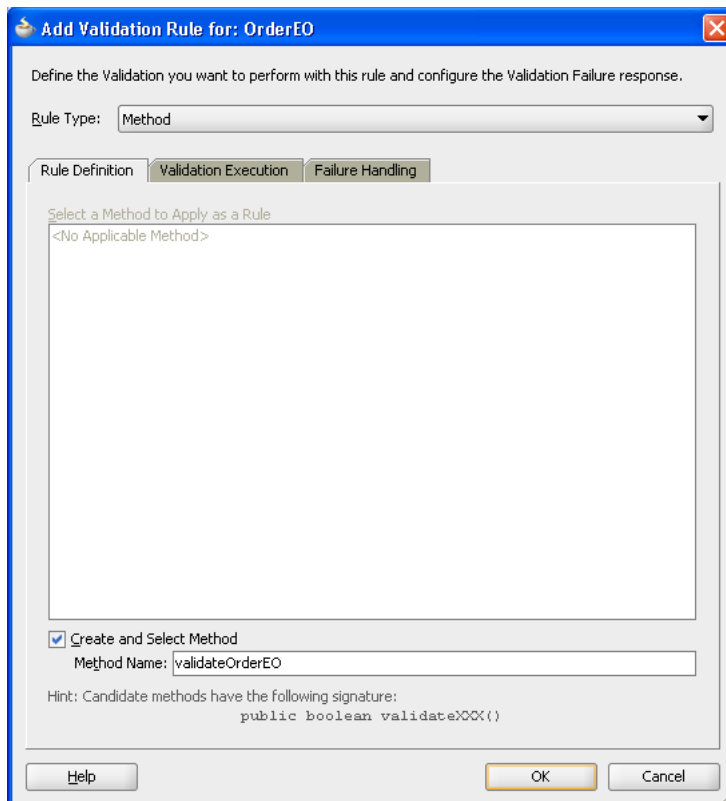 Add Validation Rule for: OrderEO
Define the Validation you want to perform with this rule and configure the Validation Failure response.
Rule Type: Method
Rule Definition Validation Execution Failure Handling
Select a Method to Apply as a Rule
<No Applicable Method>
Create and Select Method
Method Name: validateOrderEO
Hint: Candidate methods have the following signature:
public boolean validateXXX()
Help OK Cancel